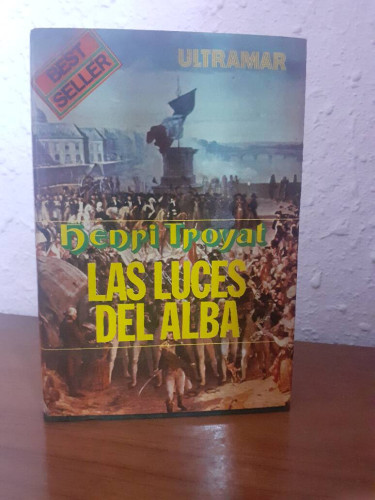 BEST
SELLER
ULTRAMAR
Henri Troyat
LAS LUCES
DEL ALBA